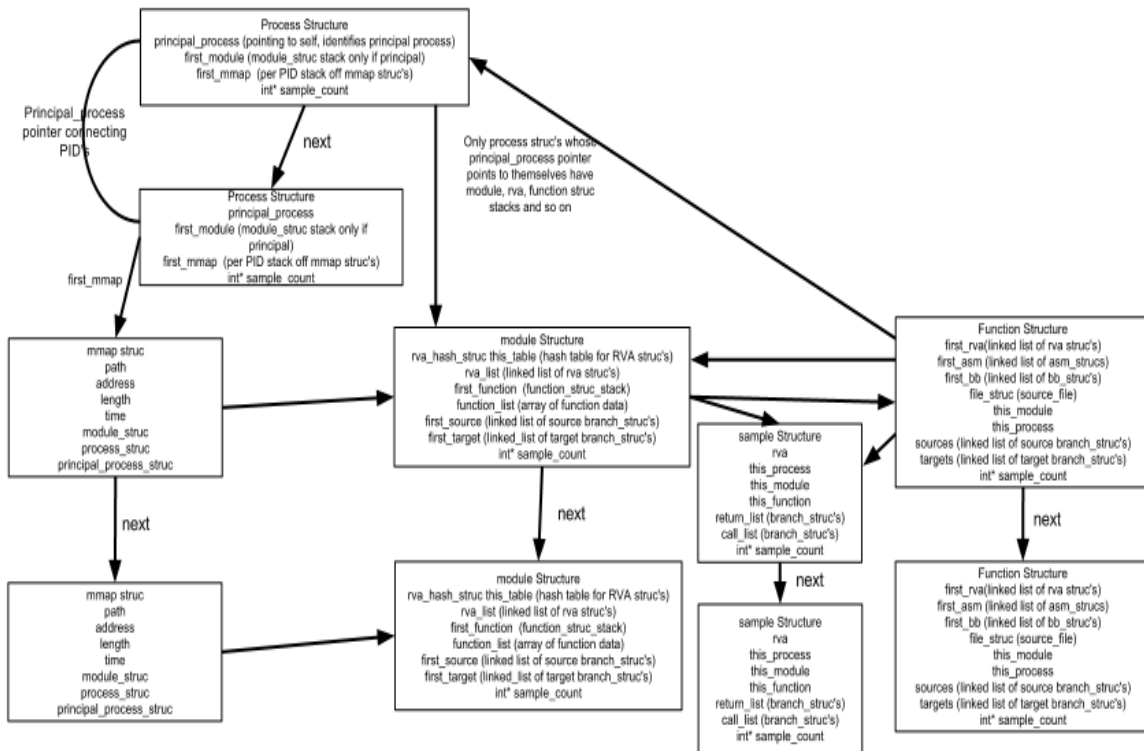 Process Structure
principal_process (pointing to self, identifies principal process)
first_module (module_struc stack only if principal)
first_mmap (per PID stack off mmap struc's)
int* sample_count
Principal_process
pointer connecting
PID's
next
Only process struc's whose
principal_process pointer
points to themselves have
module, rva, function struc
stacks and so on
Process Structure
principal_process
first_module (module_struc stack only if
principal)
first_mmap (per PID stack off mmap struc's)
int* sample_count
first_mmap
mmap struc
path
address
length
time
module_struc
process_struc
principal_process_struc
module Structure
rva_hash_struc this_table (hash table for RVA struc's)
rva_list (linked list of rva struc's)
first_function (function_struc_stack)
function_list (array of function data)
first_source (linked list of source branch_struc's)
first_target (linked_list of target branch_struc's)
int* sample_count
Function Structure
first_rva(linked list of rva struc's)
first_asm (linked list of asm_strucs)
first_bb (linked list of bb_struc's)
file_struc (source_file)
this_module
this_process
sources (linked list of source branch_struc's)
targets (linked list of target branch_struc's)
int* sample_count
sample Structure
rva
this_process
this_module
this_function
return_list (branch_struc's)
call_list (branch_struc's)
int* sample_count
next
next
next
next
mmap struc
path
address
length
time
module_struc
process_struc
principal_process_struc
module Structure
rva_hash_struc this_table (hash table for RVA struc's)
rva_list (linked list of rva struc's)
first_function (function_struc_stack)
function_list (array of function data)
first_source (linked list of source branch_struc's)
first_target (linked_list of target branch_struc's)
int* sample_count
sample Structure
rva
this_process
this_module
this_function
return_list (branch_struc's)
call_list (branch_struc's)
int* sample_count
Function Structure
first_rva(linked list of rva struc's)
first_asm (linked list of asm_strucs)
first_bb (linked list of bb_struc's)
file_struc (source_file)
this_module
this_process
sources (linked list of source branch_struc's)
targets (linked list of target branch_struc's)
int* sample_count